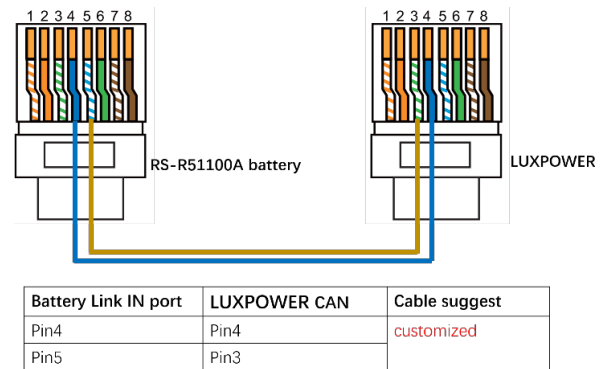 1 2 3 4 5 6 7 8
1 2 3 4 5 6 7 8
RS-R51100A battery
LUXPOWER
Battery Link IN port LUXPOWER CAN Cable suggest
Pin4 Pin4 customized
Pin5 Pin3